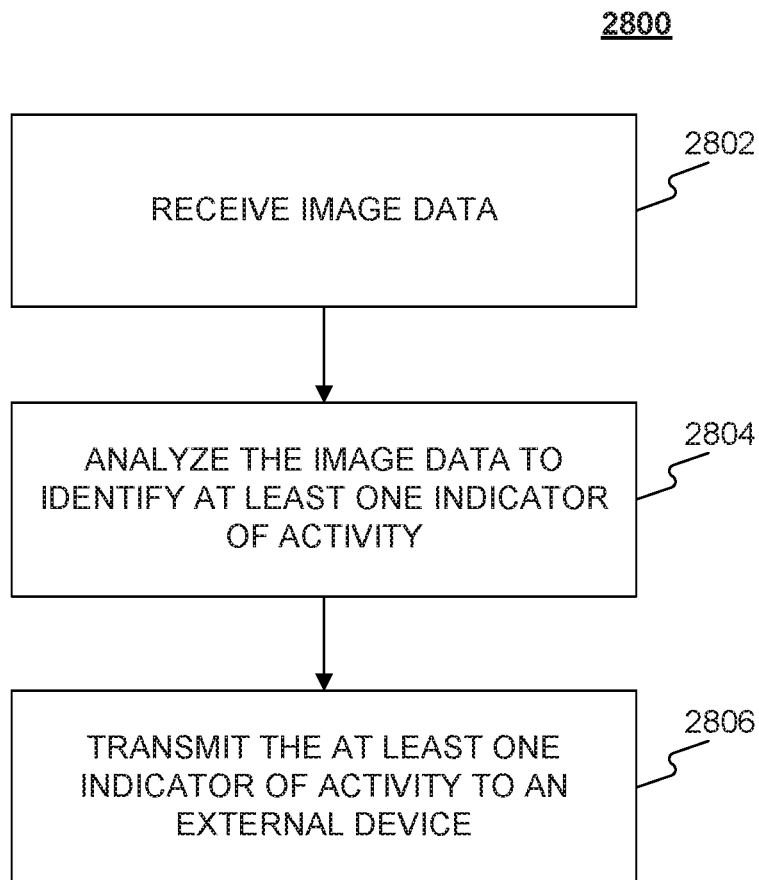 2800
RECEIVE IMAGE DATA
2802
ANALYZE THE IMAGE DATA TO
IDENTIFY AT LEAST ONE INDICATOR
OF ACTIVITY
2804
TRANSMIT THE AT LEAST ONE
INDICATOR OF ACTIVITY TO AN
EXTERNAL DEVICE
2806